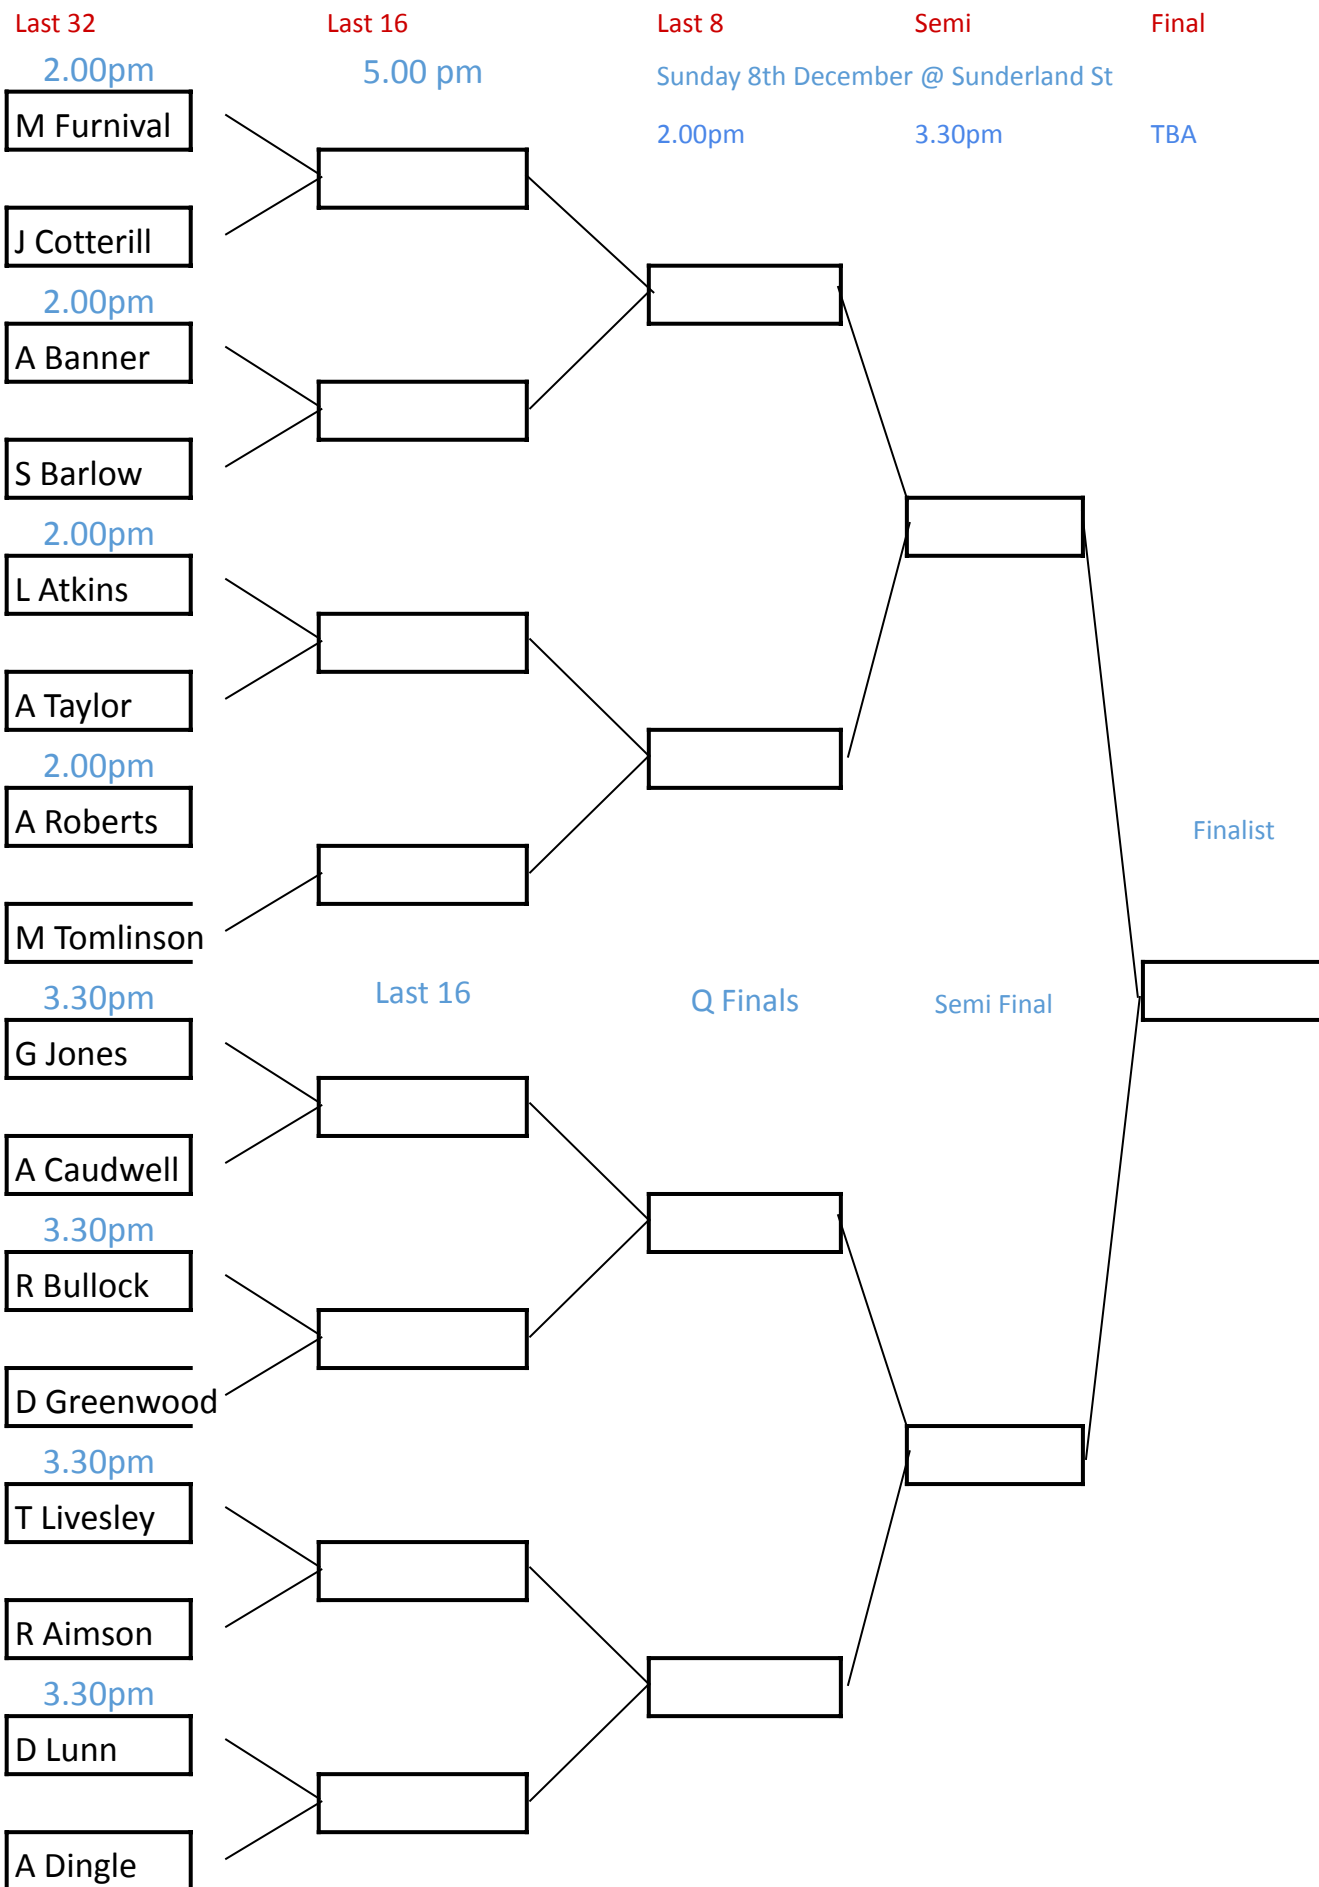 Last 32 Last 16 Last 8 Semi Final
2.00pm 5.00 pm Sunday 8th December @ Sunderland St
M Furnival 2.00pm 3.30pm TBA
J Cotterill
2.00pm
A Banner
S Barlow
2.00pm
L Atkins
A Taylor
2.00pm
A Roberts Finalist
M Tomlinson
3.30pm Last 16 Q Finals Semi Final
G Jones
A Caudwell
3.30pm
R Bullock
D Greenwood
3.30pm
T Livesley
R Aimson
3.30pm
D Lunn
A Dingle